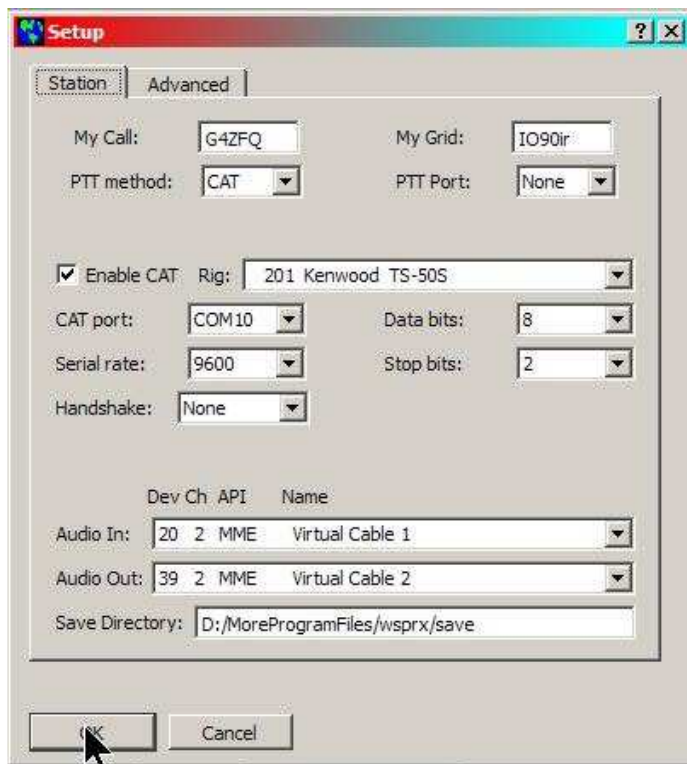 Setup
Station Advanced
My Call: G4ZFQ My Grid: IO90ir
PTT method: CAT PTT Port: None
Enable CAT Rig: 201 Kenwood TS-50S
CAT port: COM10 Data bits: 8
Serial rate: 9600 Stop bits: 2
Handshake: None
Dev Ch API Name
Audio In: 20 2 MME Virtual Cable 1
Audio Out: 39 2 MME Virtual Cable 2
Save Directory: D:/MoreProgramFiles/wsprx/save
OK Cancel